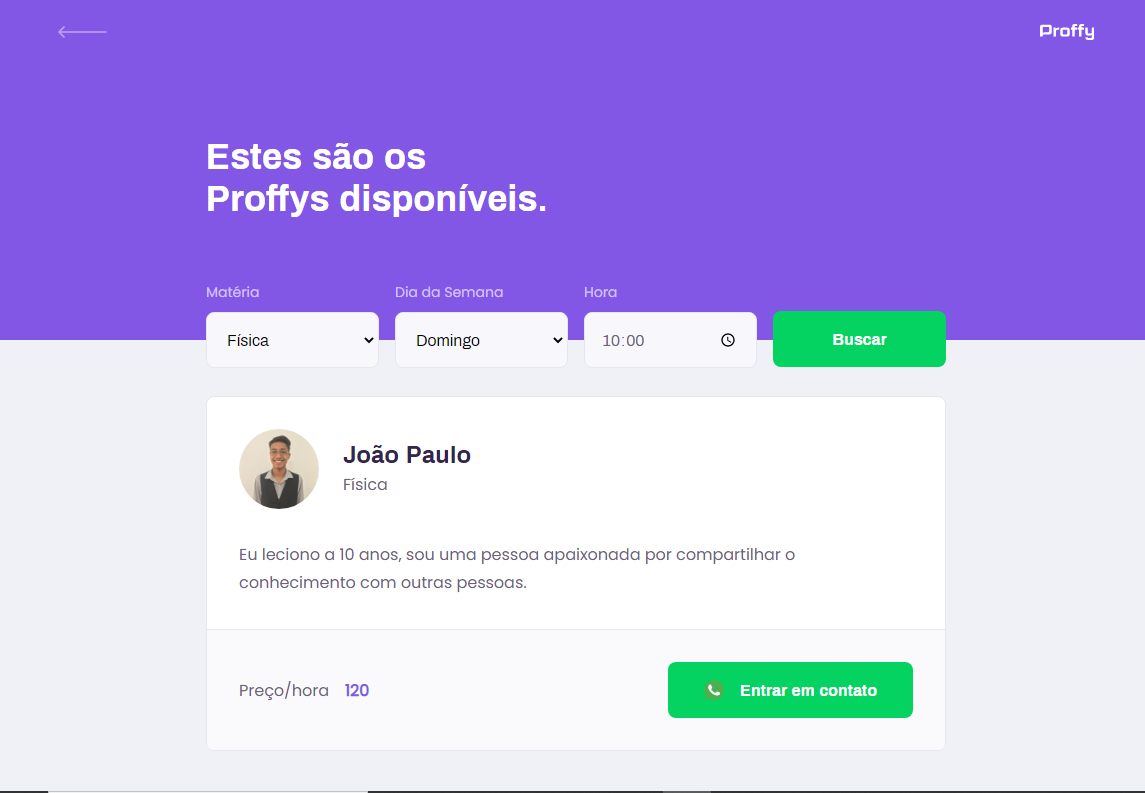 Proffy
Estes são os
Proffys disponíveis.
Matéria
Dia da Semana
Hora
Física
Domingo
10:00
Buscar
João Paulo
Física
Eu leciono a 10 anos, sou uma pessoa apaixonada por compartilhar o
conhecimento com outras pessoas.
Preço/hora 120
Entrar em contato